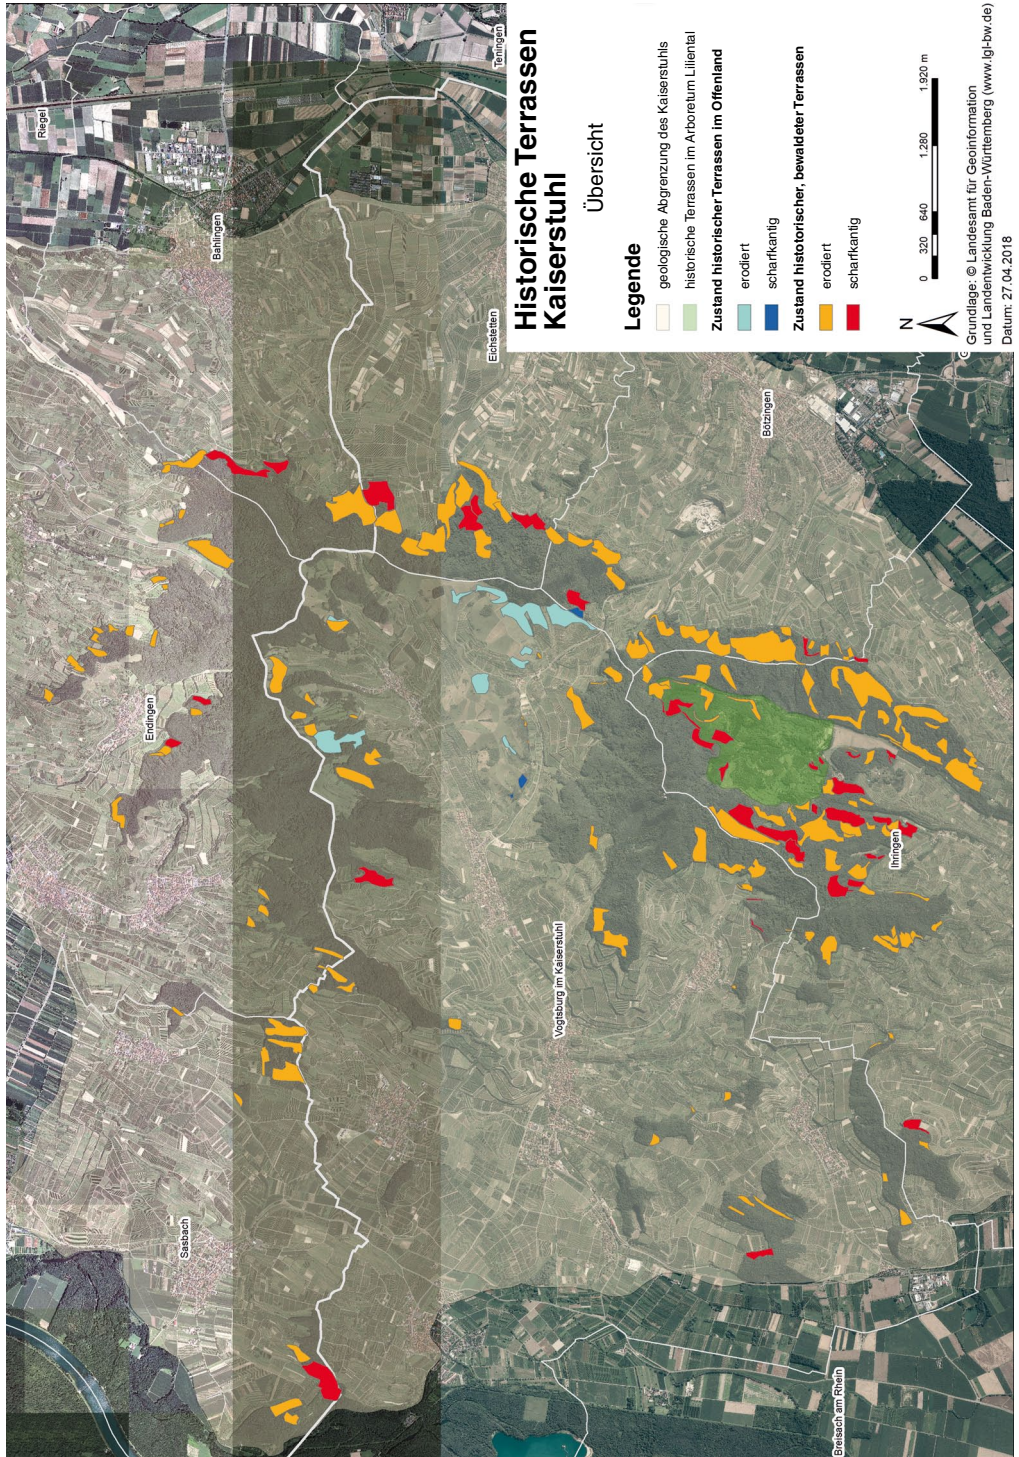 Historische Terrassen
Kaiserstuhl
Übersicht
Legende
geologische Abgrenzung des Kaiserstuhls
historische Terrassen im Arboretum Liliental
Zustand historischer Terrassen im Offenland
erodiert
scharfkantig
Zustand histotorischer, bewaldeter Terrassen
erodiert
scharfkantig
N
0 320 640 1.280 1.920 m
Grundlage: © Landesamt für Geoinformation
und Landentwicklung Baden-Württemberg (www.lgl-bw.de)
Datum: 27.04.2018
Riegel
Teningen
Bahlingen
Eichstetten
Endingen
Bötzingen
Sasbach
Vogtsburg im Kaiserstuhl
Ihringen
Breisach am Rhein